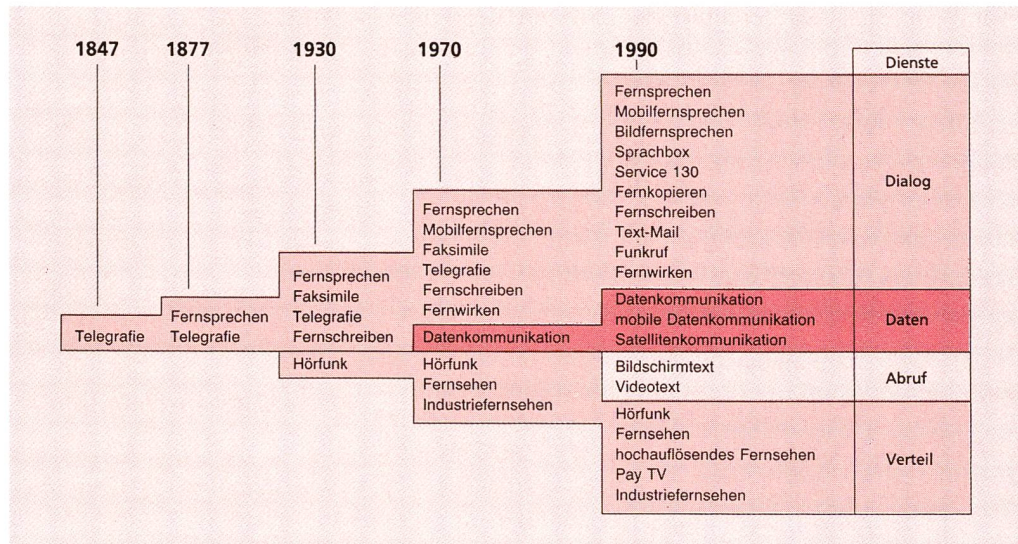 1847
1877
1930
1970
1990
Dienste
Telegrafie
Fernsprechen
Telegrafie
Fernsprechen
Faksimile
Telegrafie
Fernschreiben
Hörfunk
Fernsprechen
Mobilfernsprechen
Faksimile
Telegrafie
Fernschreiben
Fernwirken
Datenkommunikation
Hörfunk
Fernsehen
Industriefernsehen
Fernsprechen
Mobilfernsprechen
Bildfernsprechen
Sprachbox
Service 130
Fernkopieren
Fernschreiben
Text-Mail
Funkruf
Fernwirken
Dialog
Datenkommunikation
mobile Datenkommunikation
Satellitenkommunikation
Daten
Bildschirmtext
Videotext
Abruf
Hörfunk
Fernsehen
hochauflösendes Fernsehen
Pay TV
Industriefernsehen
Verteil